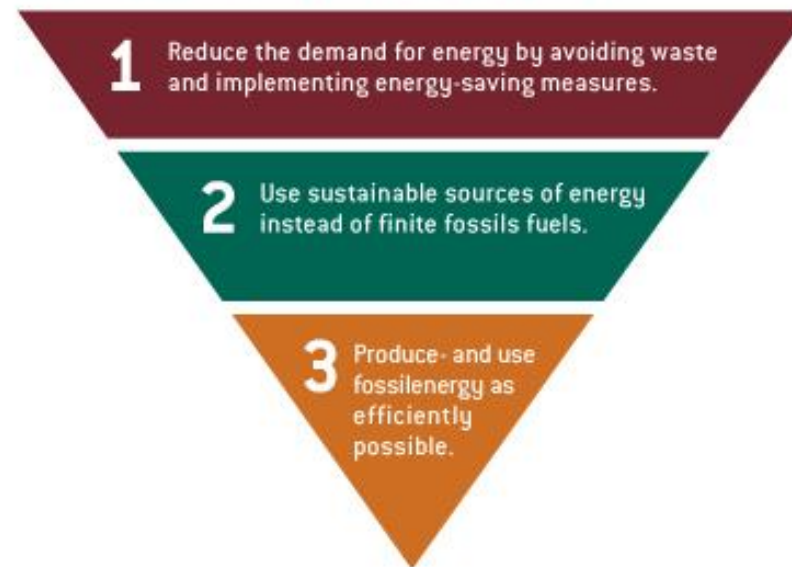 1 Reduce the demand for energy by avoiding waste
and implementing energy-saving measures.
2 Use sustainable sources of energy
instead of finite fossils fuels.
3 Produce- and use
fossilenergy as
efficiently
possible.